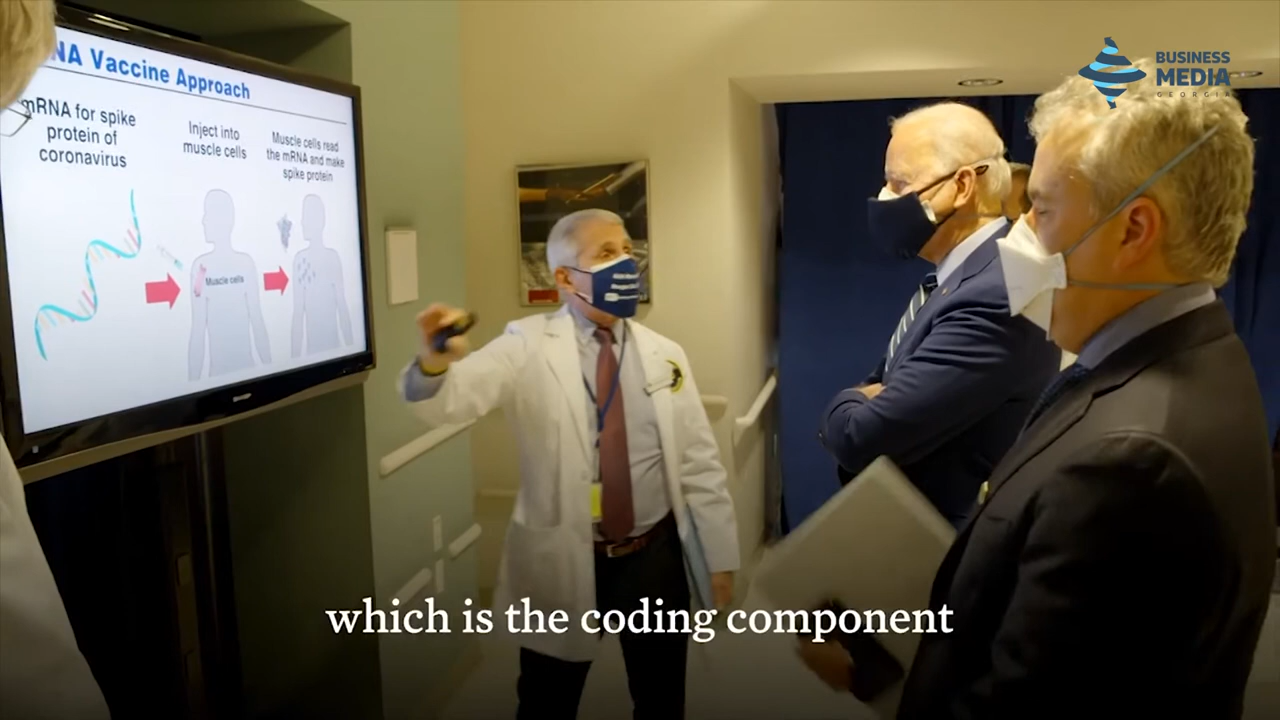 NA Vaccine Approach
mRNA for spike
protein of
coronavirus
Inject into
muscle cells
Muscle cells read
the mRNA and make
spike protein
Muscle cells
BUSINESS
MEDIA
GEORGIA
which is the coding component